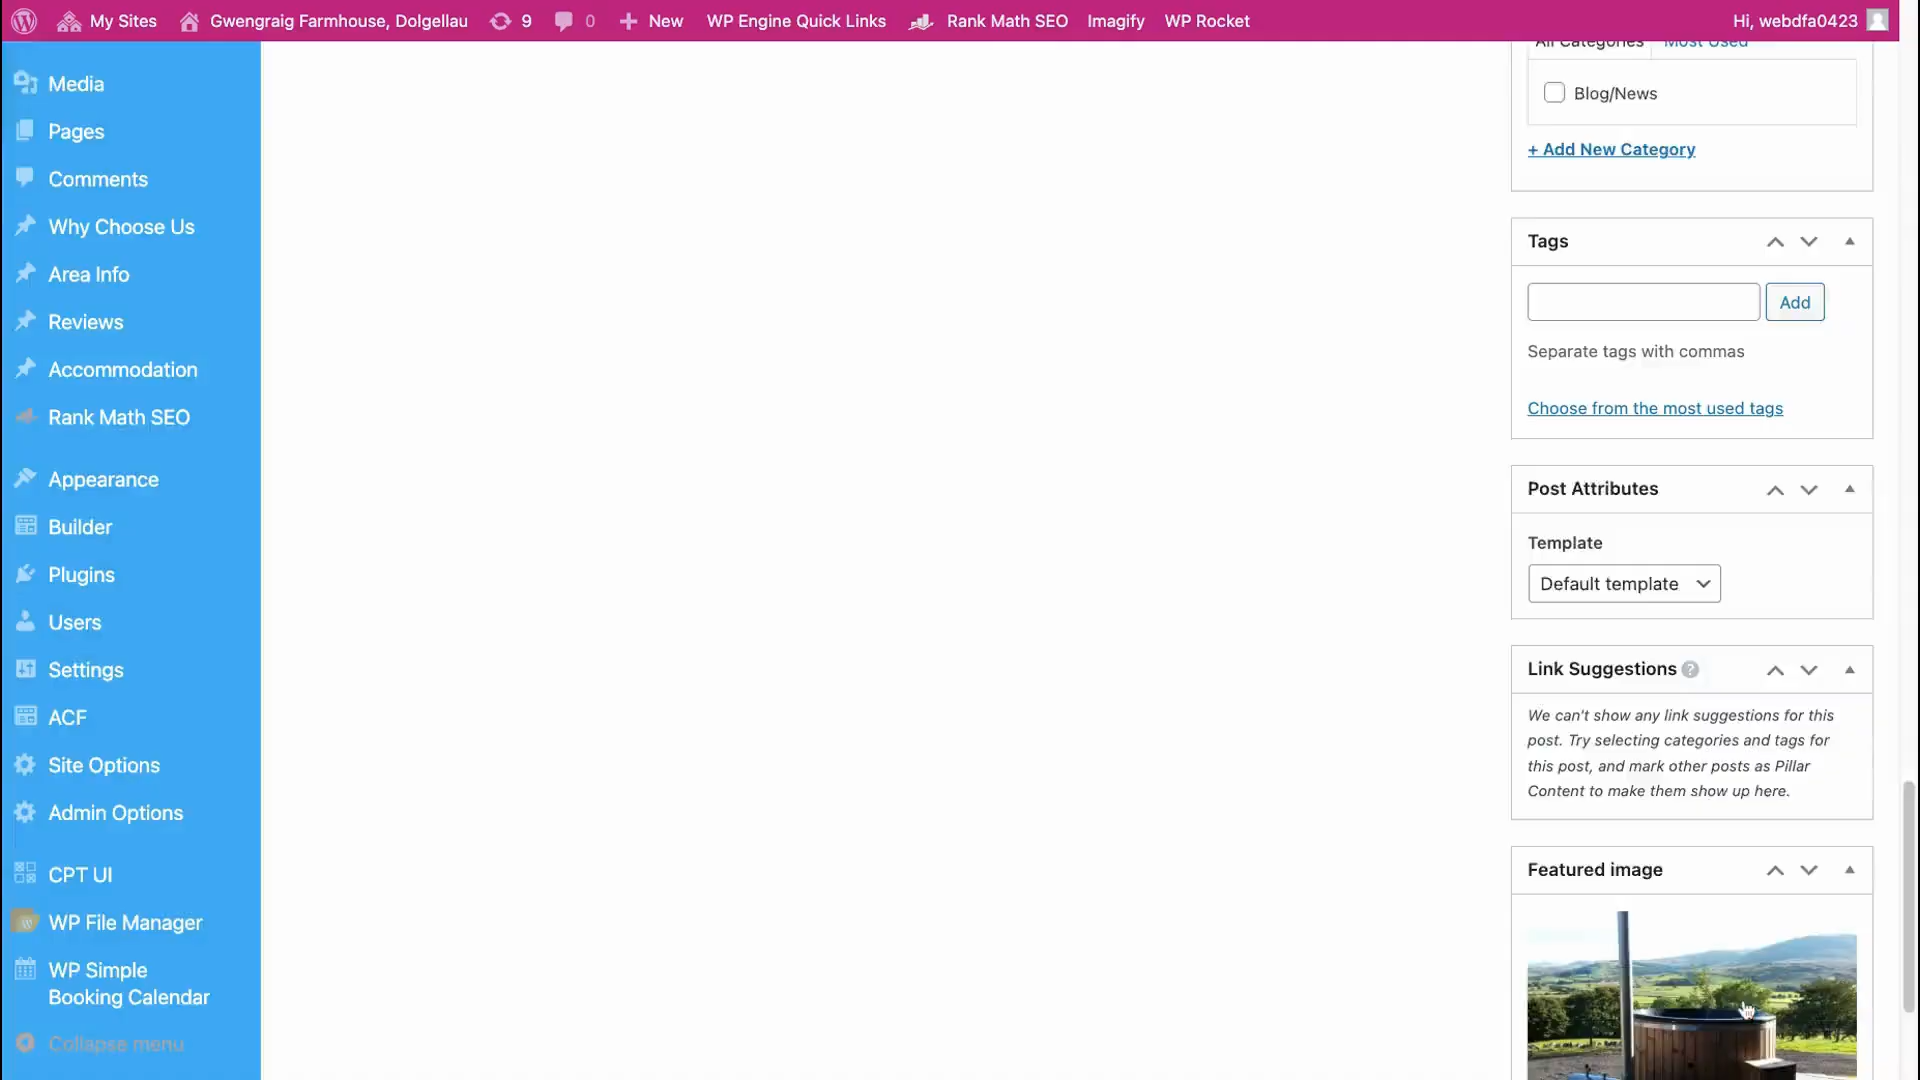 My Sites
Gwengraig Farmhouse, Dolgellau
9
0
New
WP Engine Quick Links
Rank Math SEO
Imagify
WP Rocket
Hi, webdfa0423
Media
Pages
Comments
Why Choose Us
Area Info
Reviews
Accommodation
Rank Math SEO
Appearance
Builder
Plugins
Users
Settings
ACF
Site Options
Admin Options
CPT UI
WP File Manager
WP Simple
Booking Calendar
Collapse menu
All Categories
Most Used
Blog/News
+ Add New Category
Tags
Add
Separate tags with commas
Choose from the most used tags
Post Attributes
Template
Default template
Link Suggestions ?
We can't show any link suggestions for this
post. Try selecting categories and tags for
this post, and mark other posts as Pillar
Content to make them show up here.
Featured image